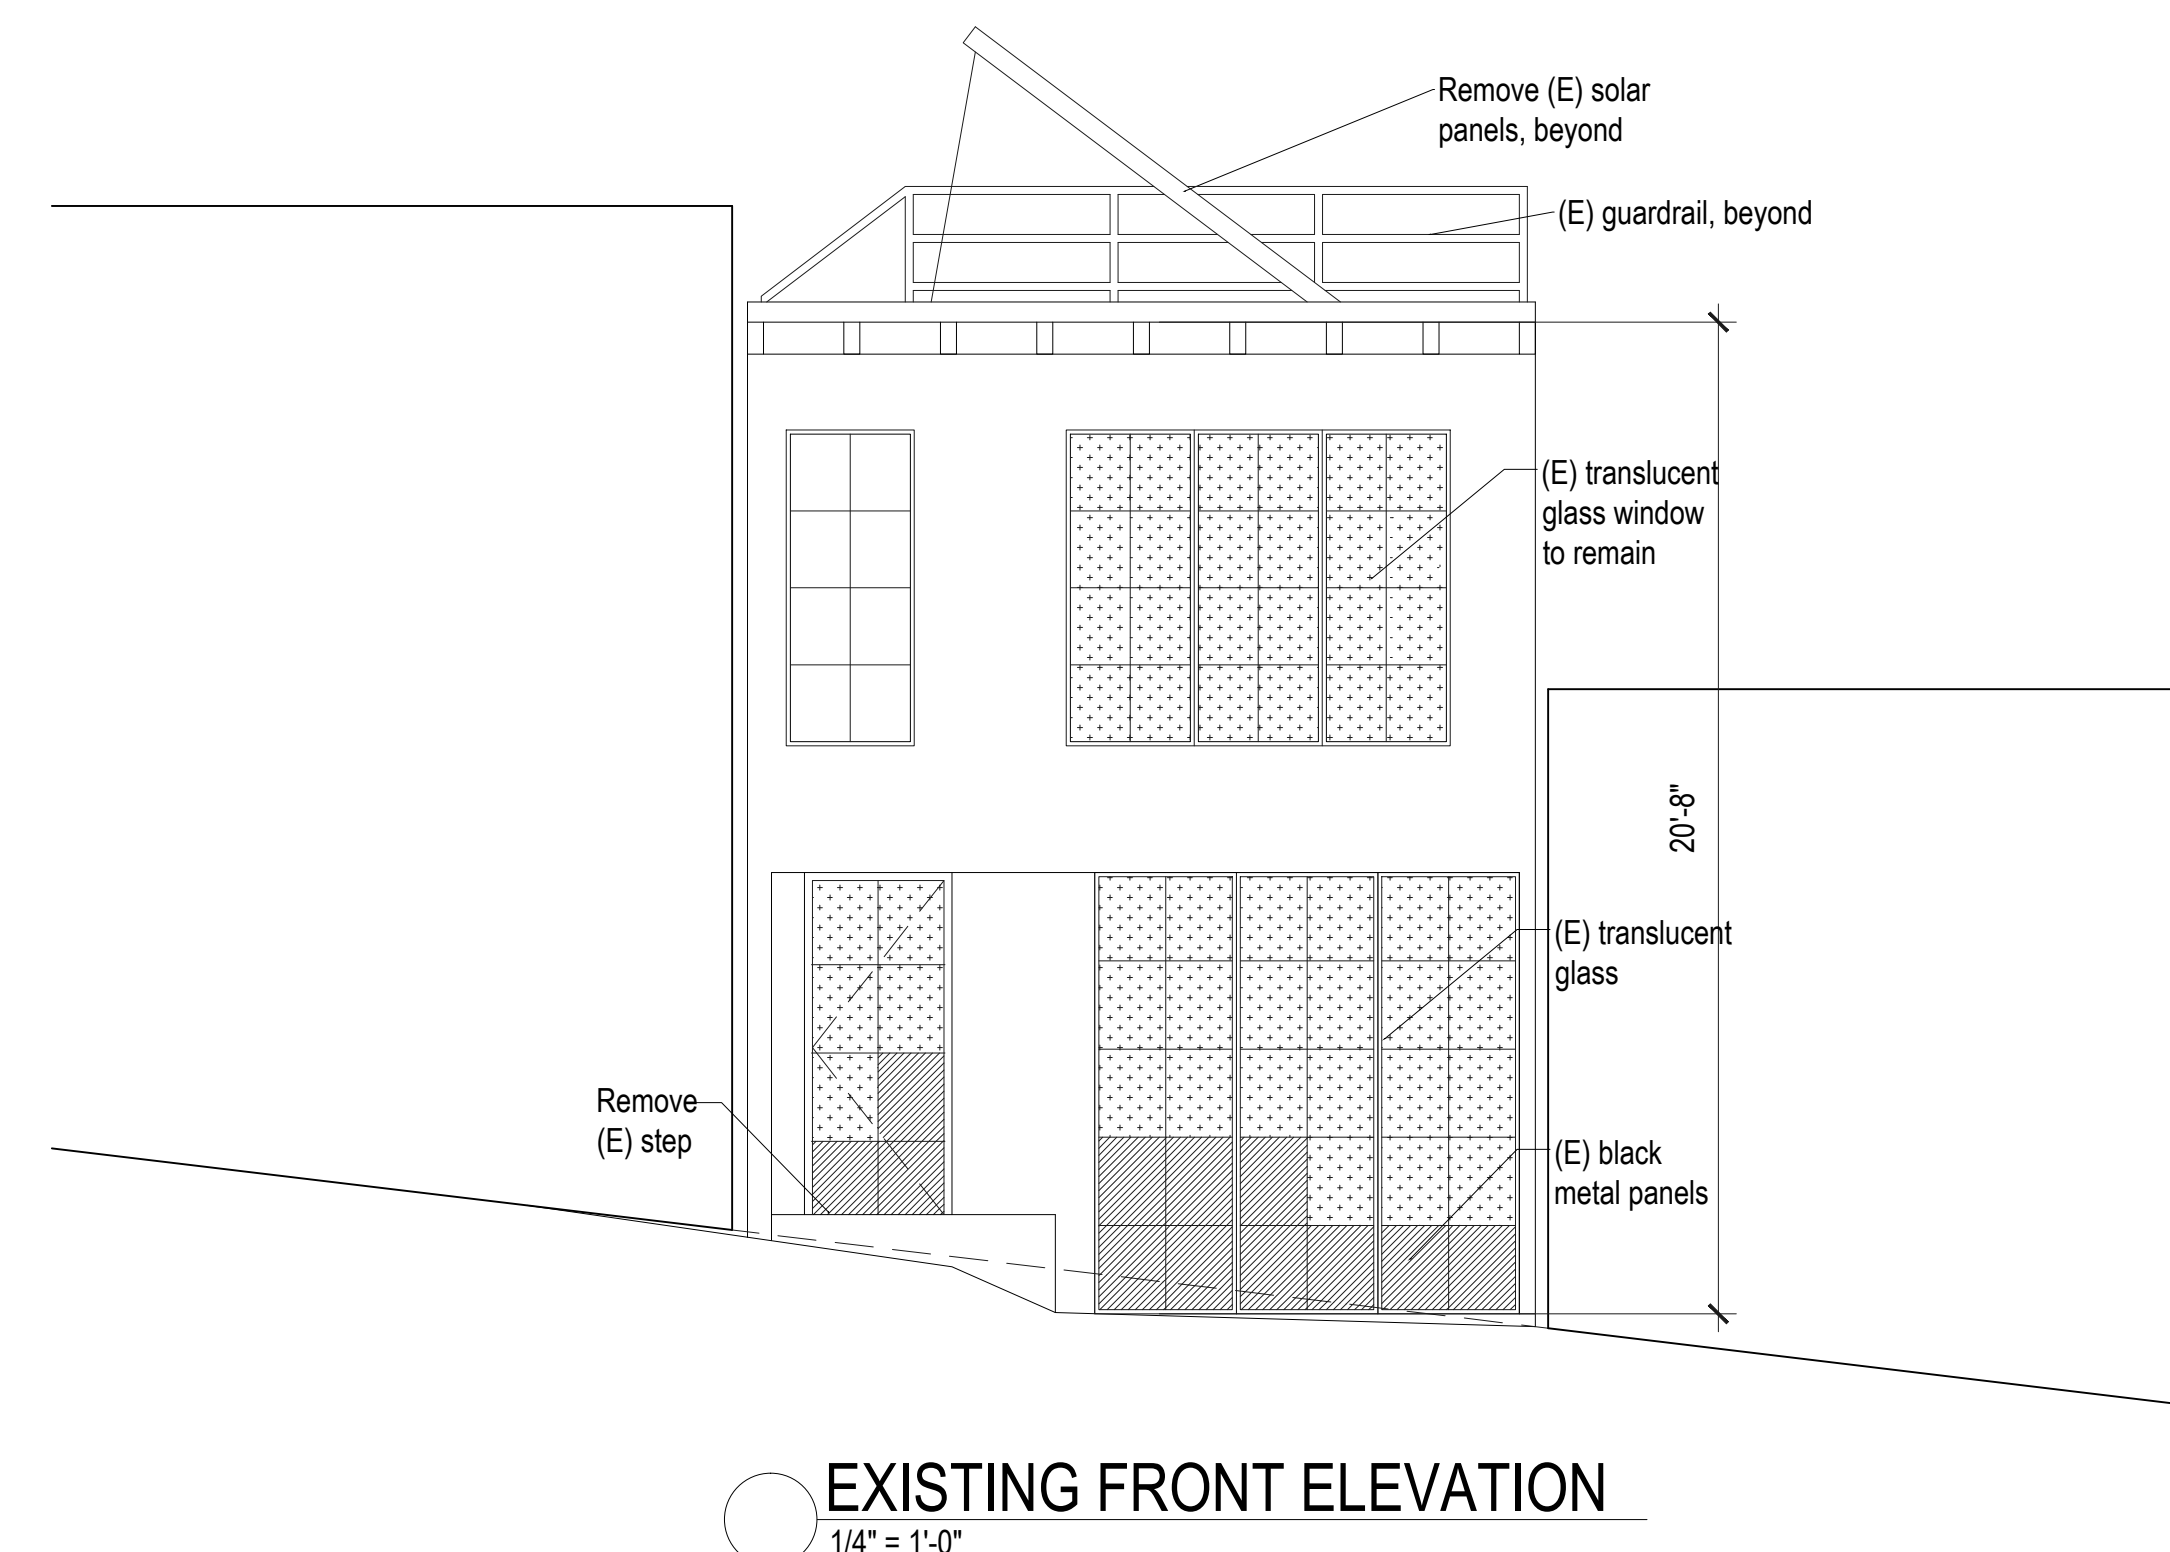 Remove (E) solar
panels, beyond
(E) guardrail, beyond
(E) translucent
glass window
to remain
20'-8"
(E) translucent
glass
Remove
(E) step
(E) black
metal panels
EXISTING FRONT ELEVATION
1/4" = 1'-0"